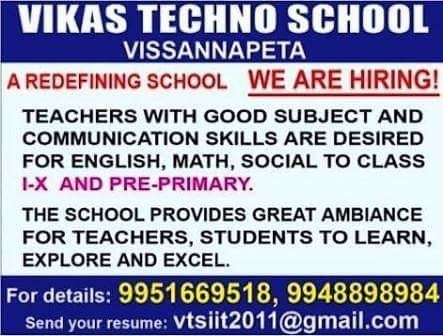 VIKAS TECHNO SCHOOL
VISSANNAPETA
A REDEFINING SCHOOL WE ARE HIRING!
TEACHERS WITH GOOD SUBJECT AND
COMMUNICATION SKILLS ARE DESIRED
FOR ENGLISH, MATH, SOCIAL TO CLASS
I-X AND PRE-PRIMARY.
THE SCHOOL PROVIDES GREAT AMBIANCE
FOR TEACHERS, STUDENTS TO LEARN,
EXPLORE AND EXCEL.
For details: 9951669518, 9948898984
Send your resume: vtsiit2011@gmail.com